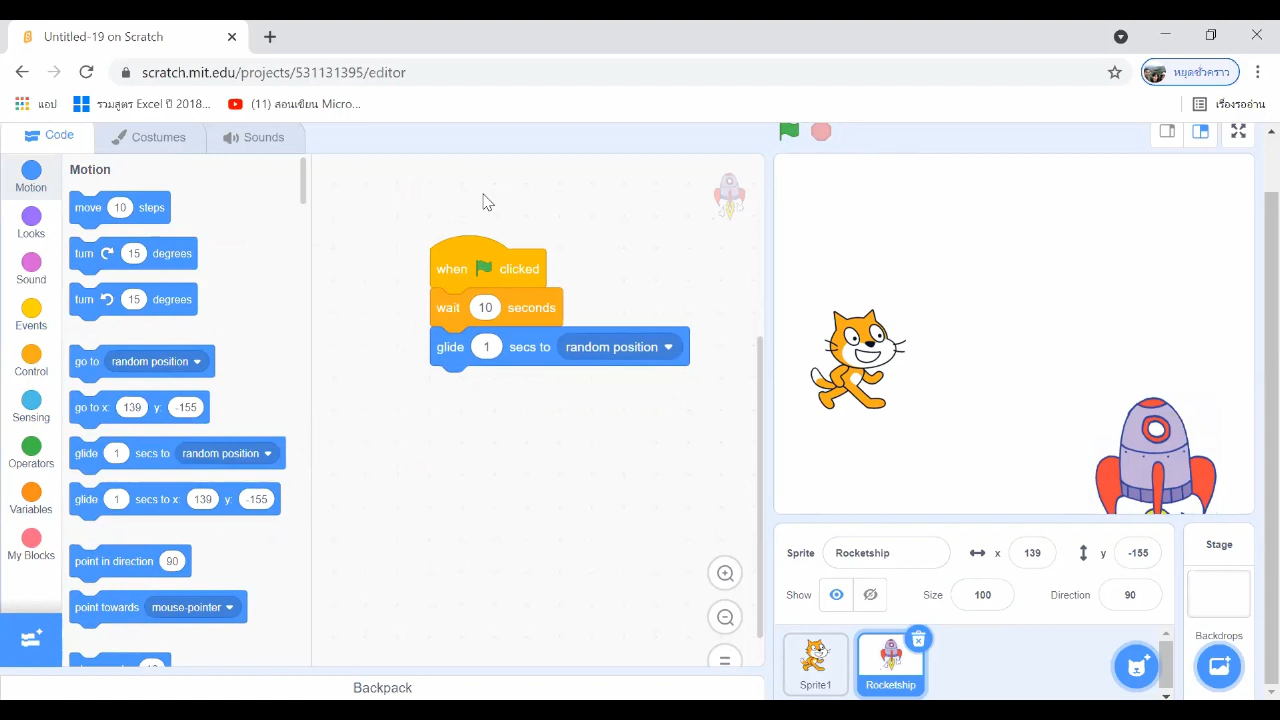 Untitled-19 on Scratch
scratch.mit.edu/projects/531131395/editor
หยุดชั่วคราว
แอป
รวมสูตร Excel ปี 2018...
(11) สอนเขียน Micro...
เรื่องรออ่าน
Code
Costumes
Sounds
Motion
Looks
Sound
Events
Control
Sensing
Operators
Variables
My Blocks
Motion
move 10 steps
turn 15 degrees
turn 15 degrees
go to random position
go to x: 139 y: -155
glide 1 secs to random position
glide 1 secs to x: 139 y: -155
point in direction 90
point towards mouse-pointer
when clicked
wait 10 seconds
glide 1 secs to random position
Sprite Rocketship x 139 y -155
Show Size 100 Direction 90
Sprite1
Rocketship
Stage
Backdrops
Backpack